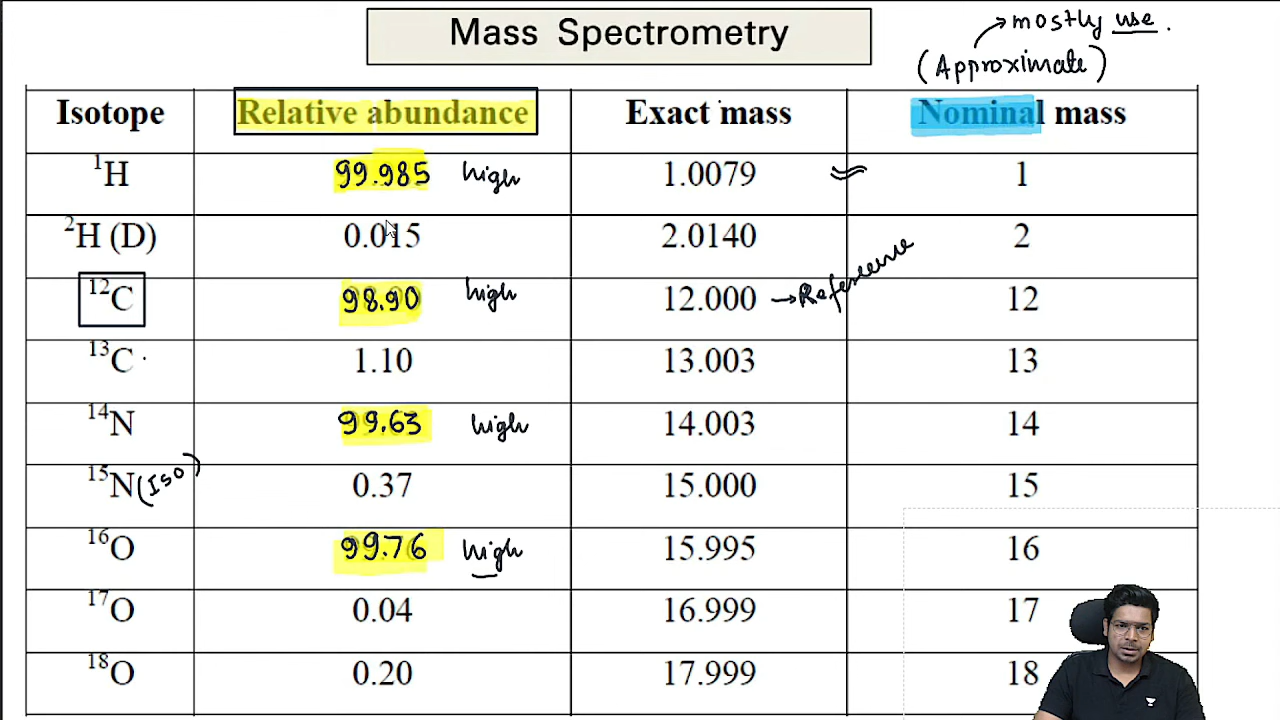 Mass Spectrometry
mostly use.
(Approximate)
Isotope Relative abundance Exact mass Nominal mass
¹H 99.985 high 1.0079 1
²H (D) 0.015 2.0140 2
¹²C 98.90 high 12.000 → Reference 12
¹³C 1.10 13.003 13
¹⁴N 99.63 high 14.003 14
¹⁵N (Iso) 0.37 15.000 15
¹⁶O 99.76 high 15.995 16
¹⁷O 0.04 16.999 17
¹⁸O 0.20 17.999 18